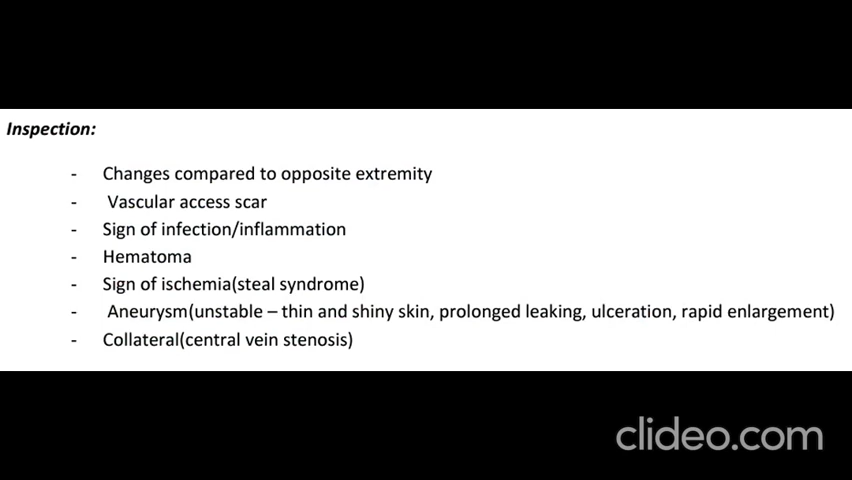 Inspection:
- Changes compared to opposite extremity
- Vascular access scar
- Sign of infection/inflammation
- Hematoma
- Sign of ischemia(steal syndrome)
- Aneurysm(unstable – thin and shiny skin, prolonged leaking, ulceration, rapid enlargement)
- Collateral(central vein stenosis)
clideo.com